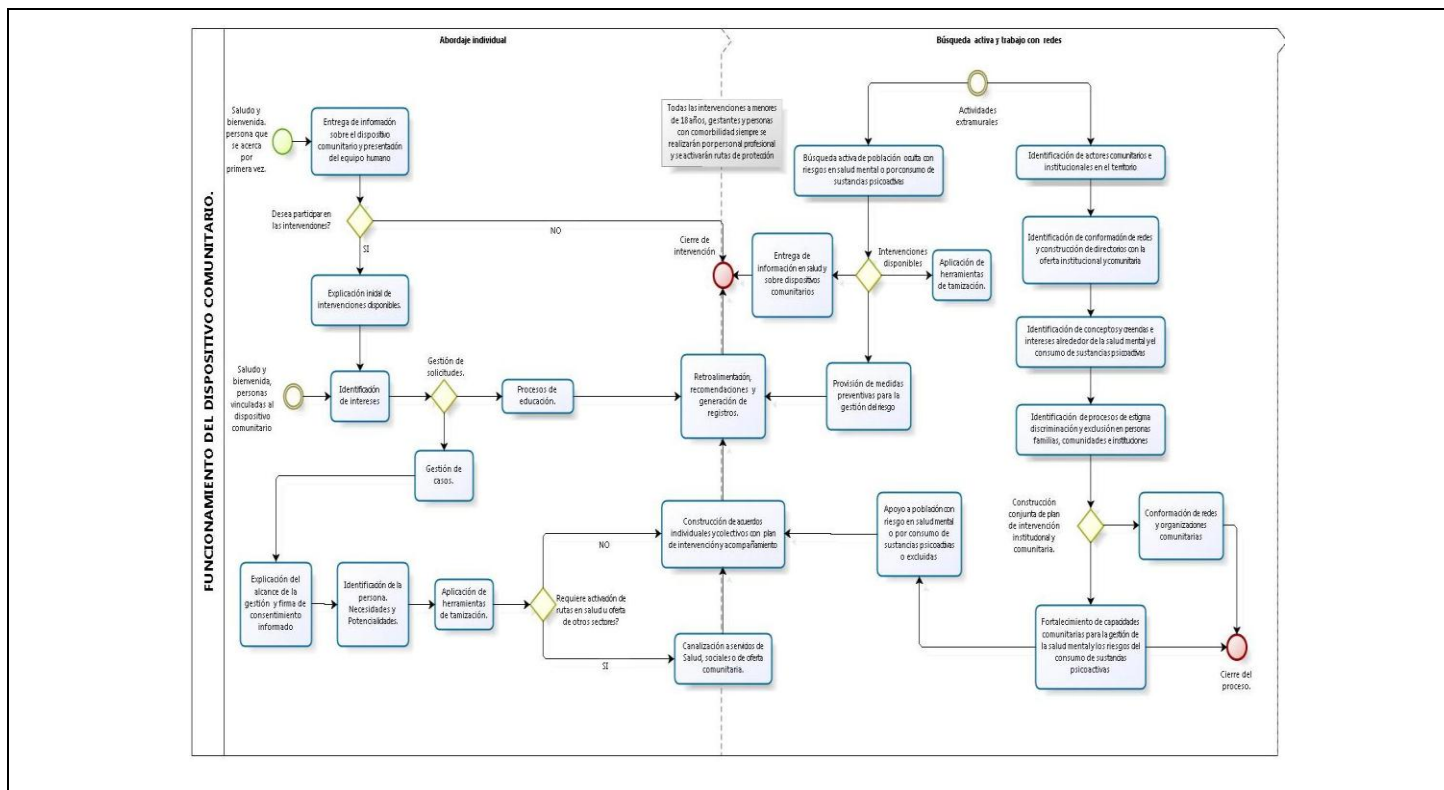 FUNCIONAMIENTO DEL DISPOSITIVO COMUNITARIO.
Abordaje individual
Búsqueda activa y trabajo con redes
Saludo y
bienvenida.
persona que
se acerca
por
primera vez.
Entrega de información
sobre el dispositivo
comunitario y presentación
del equipo humano
Desea participar en
las intervenciones?
NO
SI
Explicación inicial de
intervenciones disponibles.
Saludo y
bienvenida,
personas
vinculadas al
dispositivo
comunitario
Identificación
de intereses
Gestión de
solicitudes.
Procesos de
educación.
Gestión de
casos.
Explicación del
alcance de la
gestión y firma de
consentimiento
informado
Identificación de la
persona.
Necesidades y
Potencialidades.
Aplicación de
herramientas
de tamización.
Requiere activación de
rutas en salud u oferta
de otros sectores?
NO
SI
Canalización a servicios de
Salud, sociales o de oferta
comunitaria.
Construcción de acuerdos
individuales y colectivos con plan
de intervención y acompañamiento
Retroalimentación,
recomendaciones y
generación de
registros.
Cierre de
intervención
Todas las intervenciones a menores
de 18 años, gestantes y personas
con comorbilidad siempre se
realizarán por personal profesional
y se activarán rutas de protección
Actividades
extramurales
Búsqueda activa de población oculta con
riesgos en salud mental o por consumo de
sustancias psicoactivas
Entrega de
información en salud y
sobre dispositivos
comunitarios
Intervenciones
disponibles
Aplicación de
herramientas
de tamización.
Provisión de medidas
preventivas para la
gestión del riesgo
Identificación de actores comunitarios e
institucionales en el territorio
Identificación de conformación de redes
y construcción de directorios con la
oferta institucional y comunitaria
Identificación de conceptos y creencias e
intereses alrededor de la salud mental y el
consumo de sustancias psicoactivas
Identificación de procesos de estigma
discriminación y exclusión en personas
familias, comunidades e instituciones
Construcción
conjunta de plan
de intervención
institucional y
comunitaria.
Conformación de redes
y organizaciones
comunitarias
Apoyo a población con
riesgo en salud mental
o por consumo de
sustancias psicoactivas
o excluidas
Fortalecimiento de capacidades
comunitarias para la gestión de
la salud mental y los riesgos del
consumo de sustancias
psicoactivas
Cierre del
proceso.